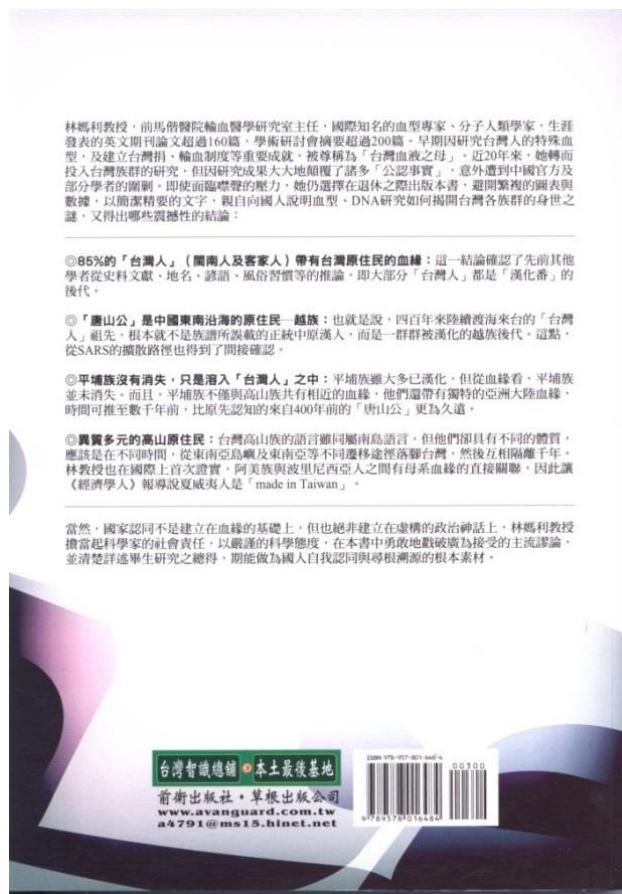 林媽利教授，前馬偕醫院輸血醫學研究室主任，國際知名的血型專家、分子人類學家，生涯
發表的英文期刊論文超過160篇，學術研討會摘要超過200篇。早期因研究台灣人的特殊血
型，及建立台灣捐、輸血制度等重要成就，被尊稱為「台灣血液之母」。近20年來，她轉而
投入台灣族群的研究，但因研究成果大大地顛覆了諸多「公認事實」，意外遭到中國官方及
部分學者的圍剿。即使面臨噤聲的壓力，她仍選擇在退休之際出版本書，避開繁複的圖表與
數據，以簡潔精要的文字，親自向國人說明血型、DNA研究如何揭開台灣各族群的身世之
謎，又得出哪些震撼性的結論：
◎85%的「台灣人」（閩南人及客家人）帶有台灣原住民的血緣：這一結論確認了先前其他
學者從史料文獻、地名、諺語、風俗習慣等的推論，即大部分「台灣人」都是「漢化番」的
後代。
◎「唐山公」是中國東南沿海的原住民─越族：也就是說，四百年來陸續渡海來台的「台灣
人」祖先，根本就不是族譜所誤載的正統中原漢人，而是一群群被漢化的越族後代。這點，
從SARS的擴散路徑也得到了間接確認。
◎平埔族沒有消失，只是溶入「台灣人」之中：平埔族雖大多已漢化，但從血緣看，平埔族
並未消失。而且，平埔族不僅與高山族共有相近的血緣，他們還帶有獨特的亞洲大陸血緣，
時間可推至數千年前，比原先認知的來自400年前的「唐山公」更為久遠。
◎異質多元的高山原住民：台灣高山族的語言雖同屬南島語言，但他們卻具有不同的體質，
應該是在不同時間，從東南亞島嶼及東南亞等不同遷移途徑落腳台灣，然後互相隔離千年。
林教授也在國際上首次證實，阿美族與波里尼西亞人之間有母系血緣的直接關聯，因此讓
《經濟學人》報導說夏威夷人是「made in Taiwan」。
當然，國家認同不是建立在血緣的基礎上，但也絕非建立在虛構的政治神話上，林媽利教授
擔當起科學家的社會責任，以嚴謹的科學態度，在本書中勇敢地戳破廣為接受的主流謬論，
並清楚詳述畢生研究之總得，期能做為國人自我認同與尋根溯源的根本素材。
台灣智識總舖 本土最後基地
前衛出版社・草根出版公司
www.avanguard.com.tw
a4791@ms15.hinet.net
ISBN 978-957-801-648-4
00300
9789578016484